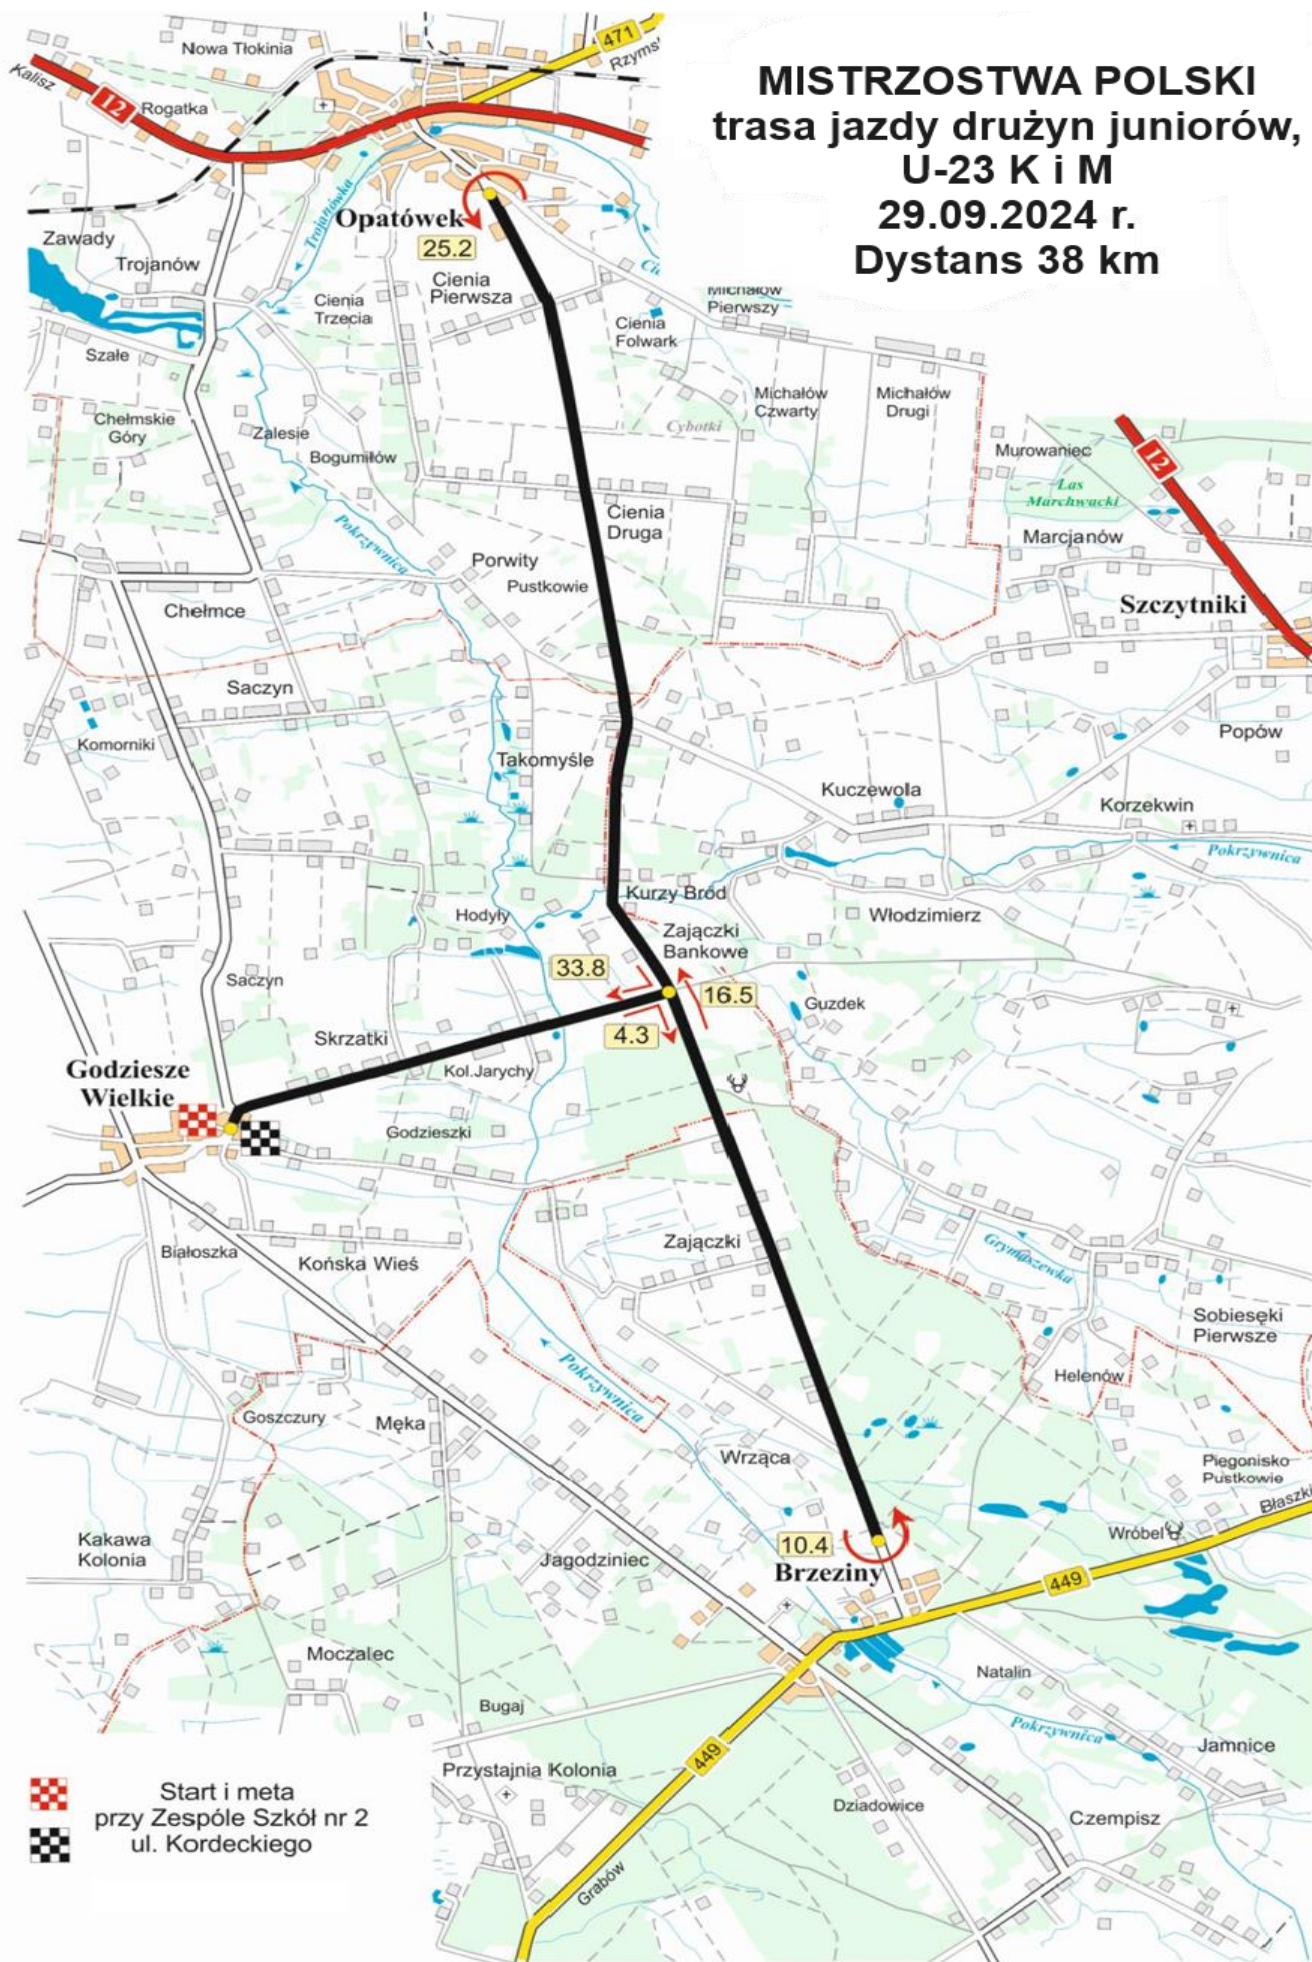 MISTRZOSTWA POLSKI
trasa jazdy drużyn juniorów,
U-23 K i M
29.09.2024 r.
Dystans 38 km
Nowa Tłokinia
471
Kalisz
12
Rogatka
Opatówek
25.2
Trojanówka
Zawady
Trojanów
Cienia
Pierwsza
Cienia
Trzecia
Michałów
Pierwszy
Cienia
Folwark
Szałe
Michałów
Czwarty
Michałów
Drugi
Chełmskie
Góry
Zalesie
Cybotki
Bogumiłów
Murowaniec
12
Las
Marchwacki
Cienia
Druga
Pokrzywnica
Marcjanów
Porwity
Pustkowie
Chełmce
Szczytniki
Saczyn
Komorniki
Popów
Takomyśle
Kuczewola
Korzekwin
Pokrzywnica
Kurzy Bród
Hodyły
Włodzimierz
Zajączki
Bankowe
33.8
Saczyn
16.5
Guzdek
4.3
Skrzatki
Kol.Jarychy
Godziesze
Wielkie
Godzieszki
Zajączki
Białoszka
Końska Wieś
Grymaszewka
Sobiesęki
Pierwsze
Pokrzywnica
Helenów
Goszczury
Męka
Wrząca
Pięgonisko
Pustkowie
Błaszki
Wróbel
Kakawa
Kolonia
10.4
Jagodziniec
Brzeziny
449
Moczalec
Natalin
Bugaj
Pokrzywnica
Jamnice
449
Przystajnia Kolonia
Dziadowice
Czempisz
Grabów
Start i meta
przy Zespóle Szkół nr 2
ul. Kordeckiego